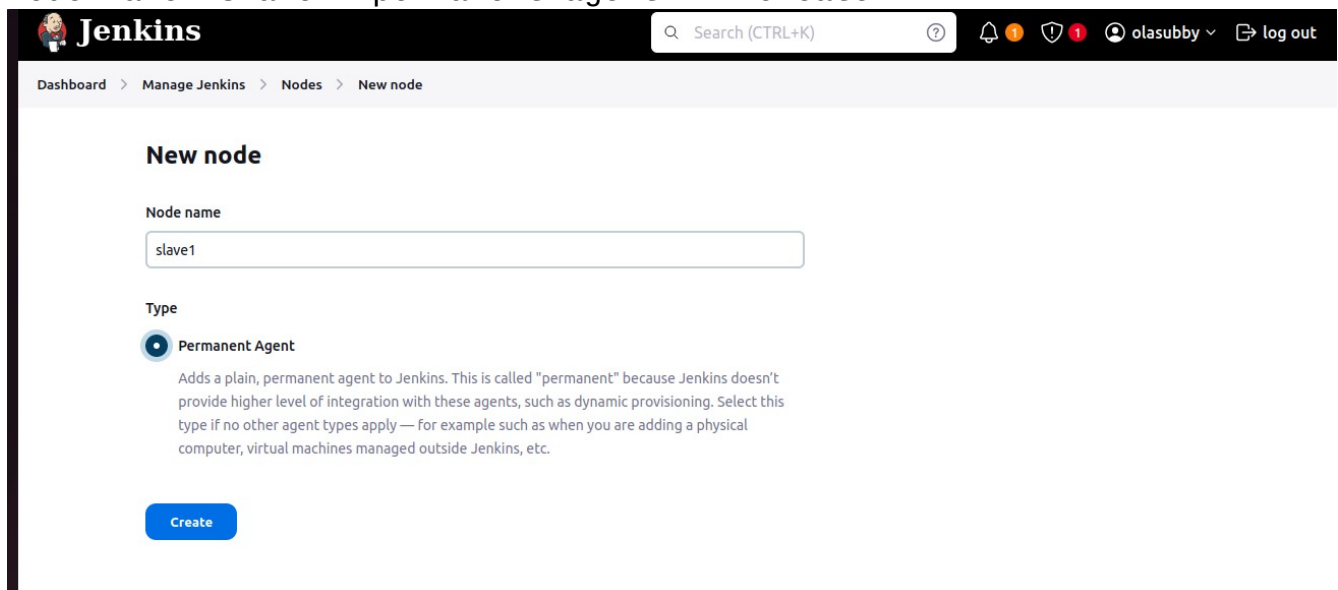 Jenkins
Search (CTRL+K)
1
1
olasubby
log out
Dashboard > Manage Jenkins > Nodes > New node
New node
Node name
slave1
Type
Permanent Agent
Adds a plain, permanent agent to Jenkins. This is called "permanent" because Jenkins doesn't
provide higher level of integration with these agents, such as dynamic provisioning. Select this
type if no other agent types apply — for example such as when you are adding a physical
computer, virtual machines managed outside Jenkins, etc.
Create